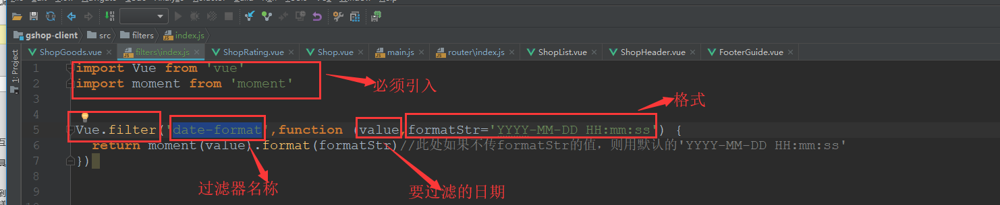 gshop-client src filters index.js
ShopGoods.vue filters\index.js ShopRating.vue Shop.vue main.js router\index.js ShopList.vue ShopHeader.vue FooterGuide.vue
1: Project
1 import Vue from 'vue'
2 import moment from 'moment'
必须引入
3
格式
4
5 Vue.filter('date-format',function (value,formatStr='YYYY-MM-DD HH:mm:ss') {
6 return moment(value).format(formatStr)//此处如果不传formatStr的值，则用默认的'YYYY-MM-DD HH:mm:ss'
7 })
8
过滤器名称
要过滤的日期
9